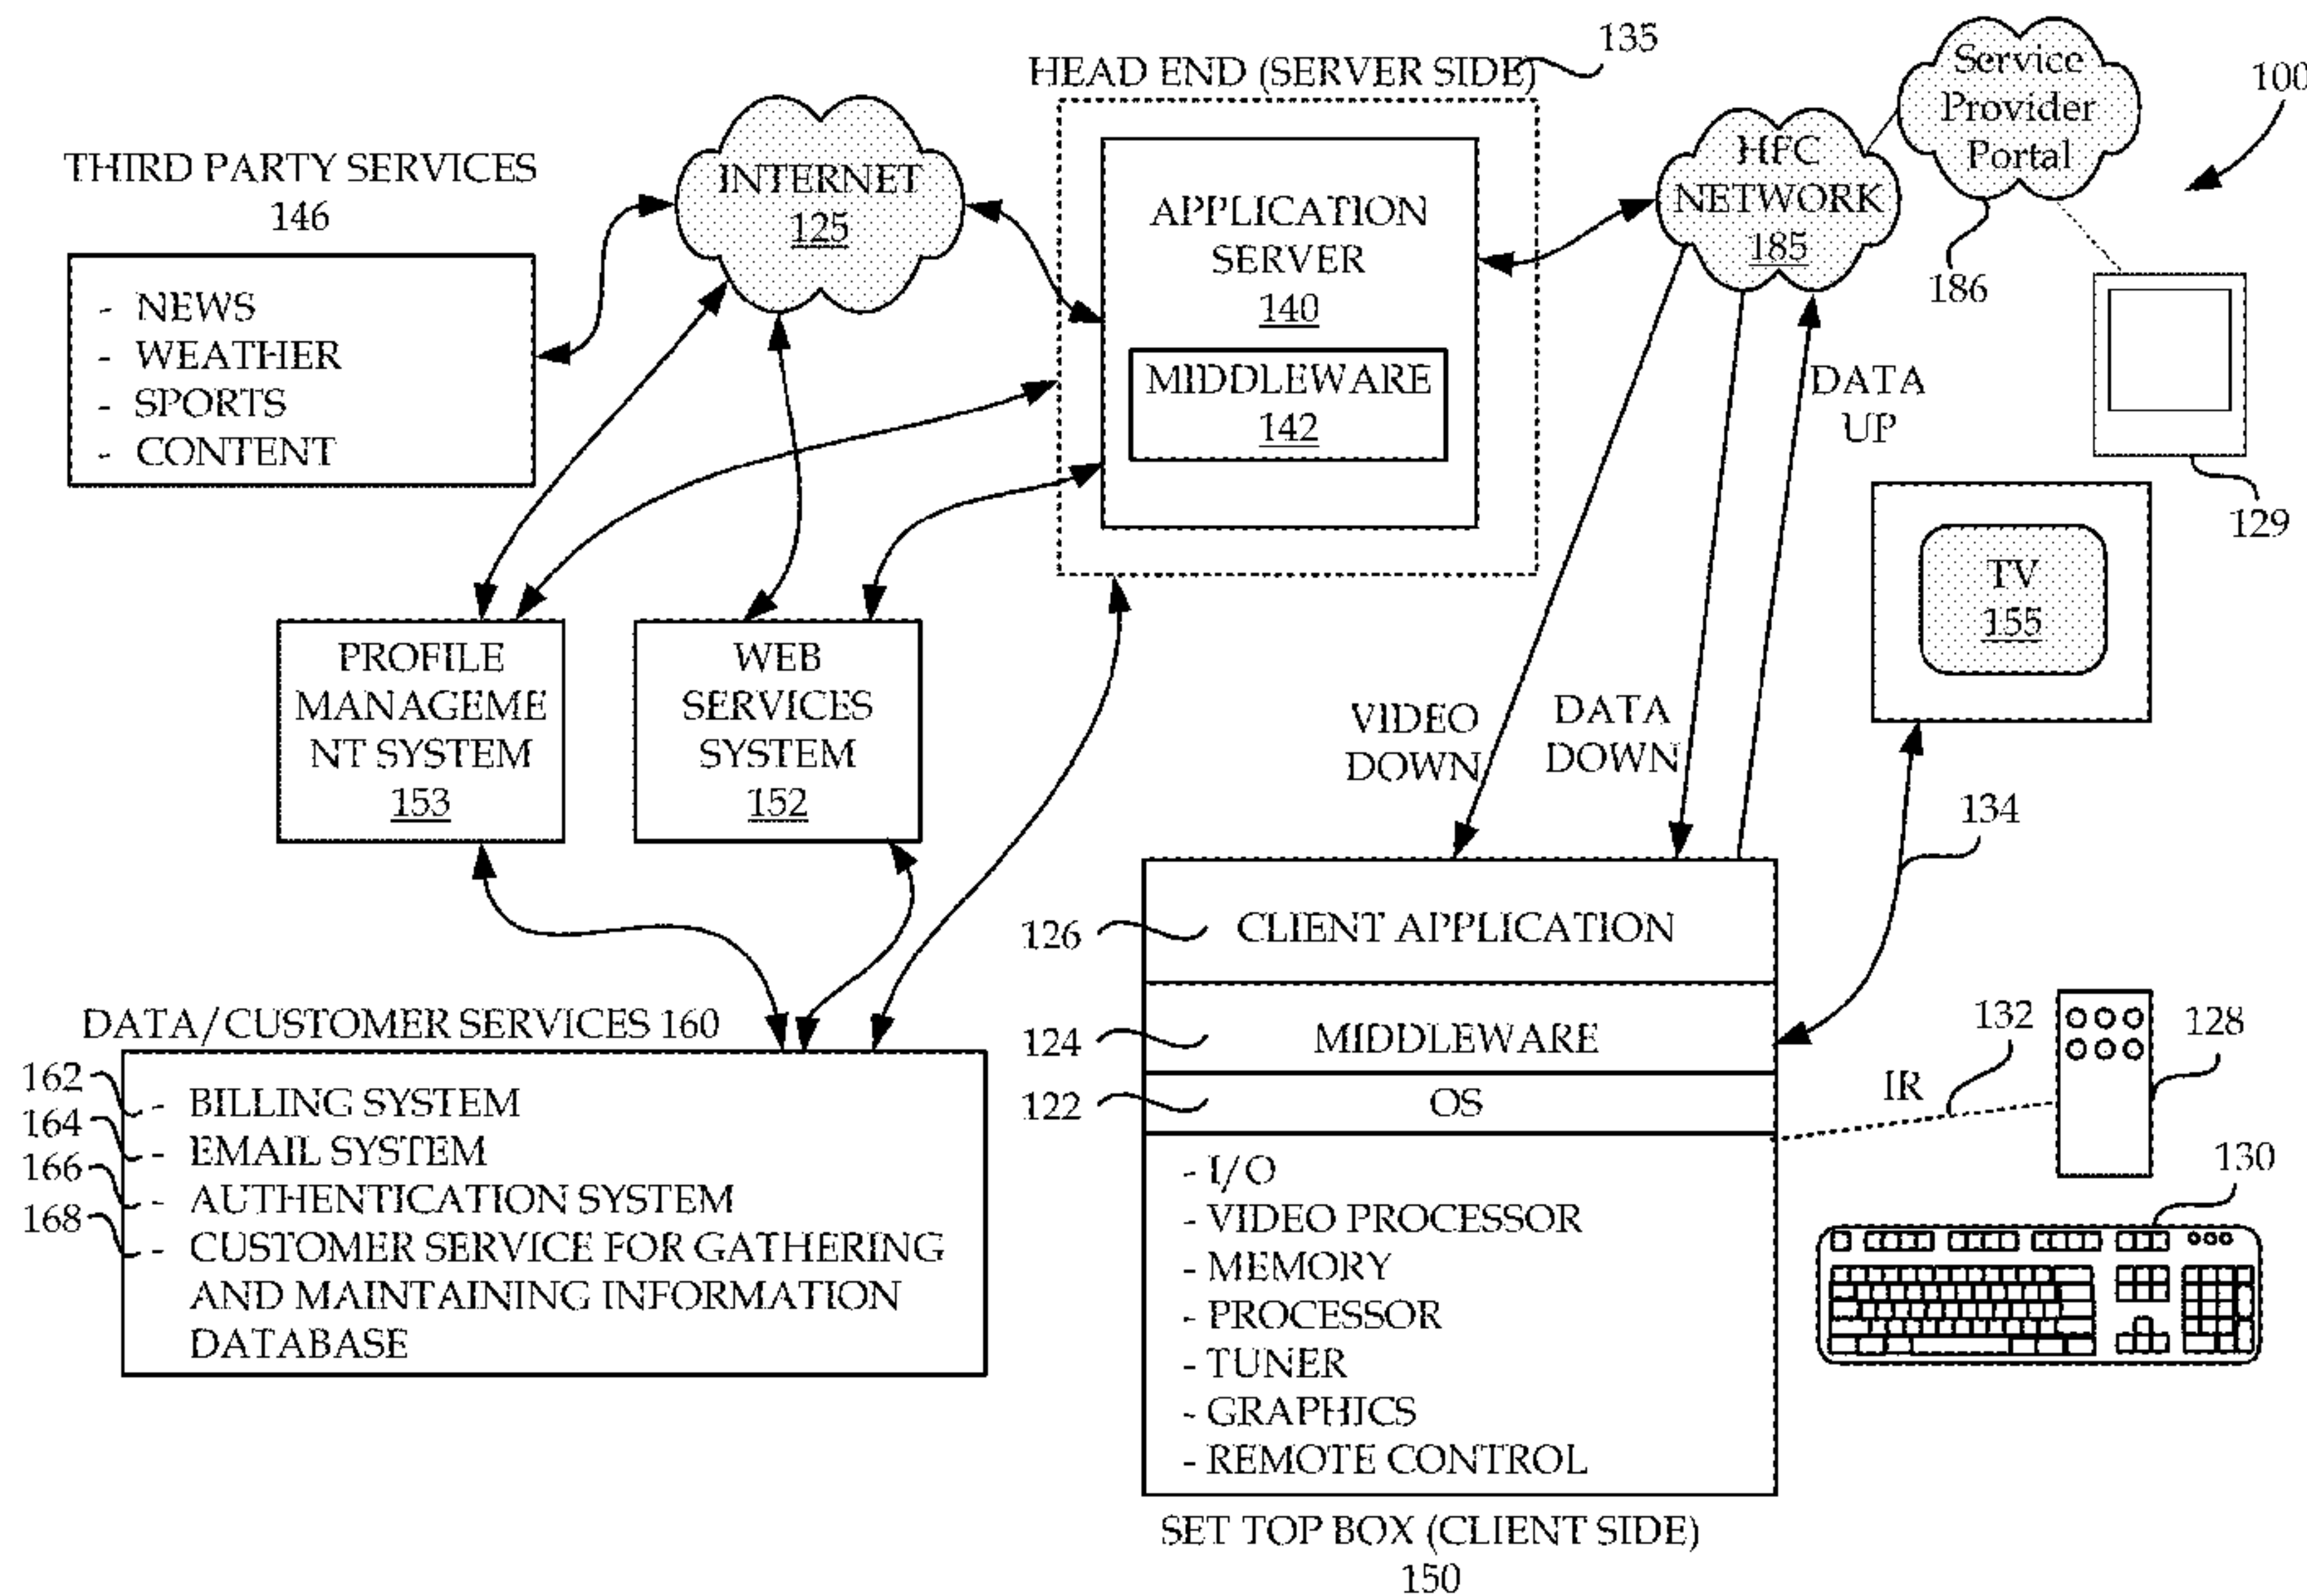 HEAD END (SERVER SIDE)
135
Service
Provider
Portal
100
THIRD PARTY SERVICES
146
- NEWS
- WEATHER
- SPORTS
- CONTENT
INTERNET
125
APPLICATION
SERVER
140
MIDDLEWARE
142
HFC
NETWORK
185
186
DATA
UP
129
TV
155
PROFILE
MANAGEME
NT SYSTEM
153
WEB
SERVICES
SYSTEM
152
VIDEO
DOWN
DATA
DOWN
134
126
CLIENT APPLICATION
124
MIDDLEWARE
122
OS
132
IR
128
130
DATA/CUSTOMER SERVICES 160
162
- BILLING SYSTEM
164
- EMAIL SYSTEM
166
- AUTHENTICATION SYSTEM
168
- CUSTOMER SERVICE FOR GATHERING
AND MAINTAINING INFORMATION
DATABASE
- I/O
- VIDEO PROCESSOR
- MEMORY
- PROCESSOR
- TUNER
- GRAPHICS
- REMOTE CONTROL
SET TOP BOX (CLIENT SIDE)
150